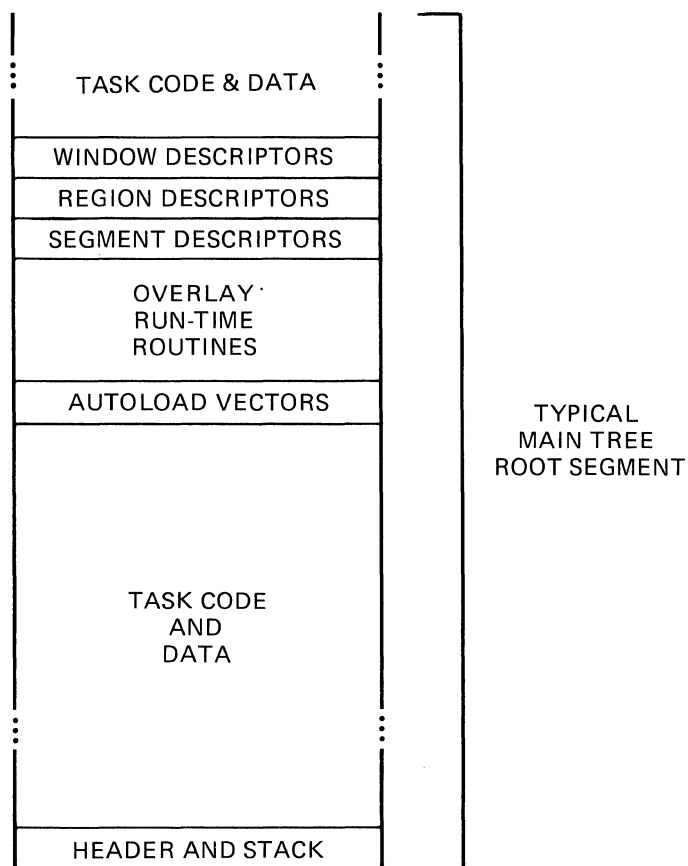 TASK CODE & DATA
WINDOW DESCRIPTORS
REGION DESCRIPTORS
SEGMENT DESCRIPTORS
OVERLAY
RUN-TIME
ROUTINES
AUTOLOAD VECTORS
TYPICAL
MAIN TREE
ROOT SEGMENT
TASK CODE
AND
DATA
HEADER AND STACK